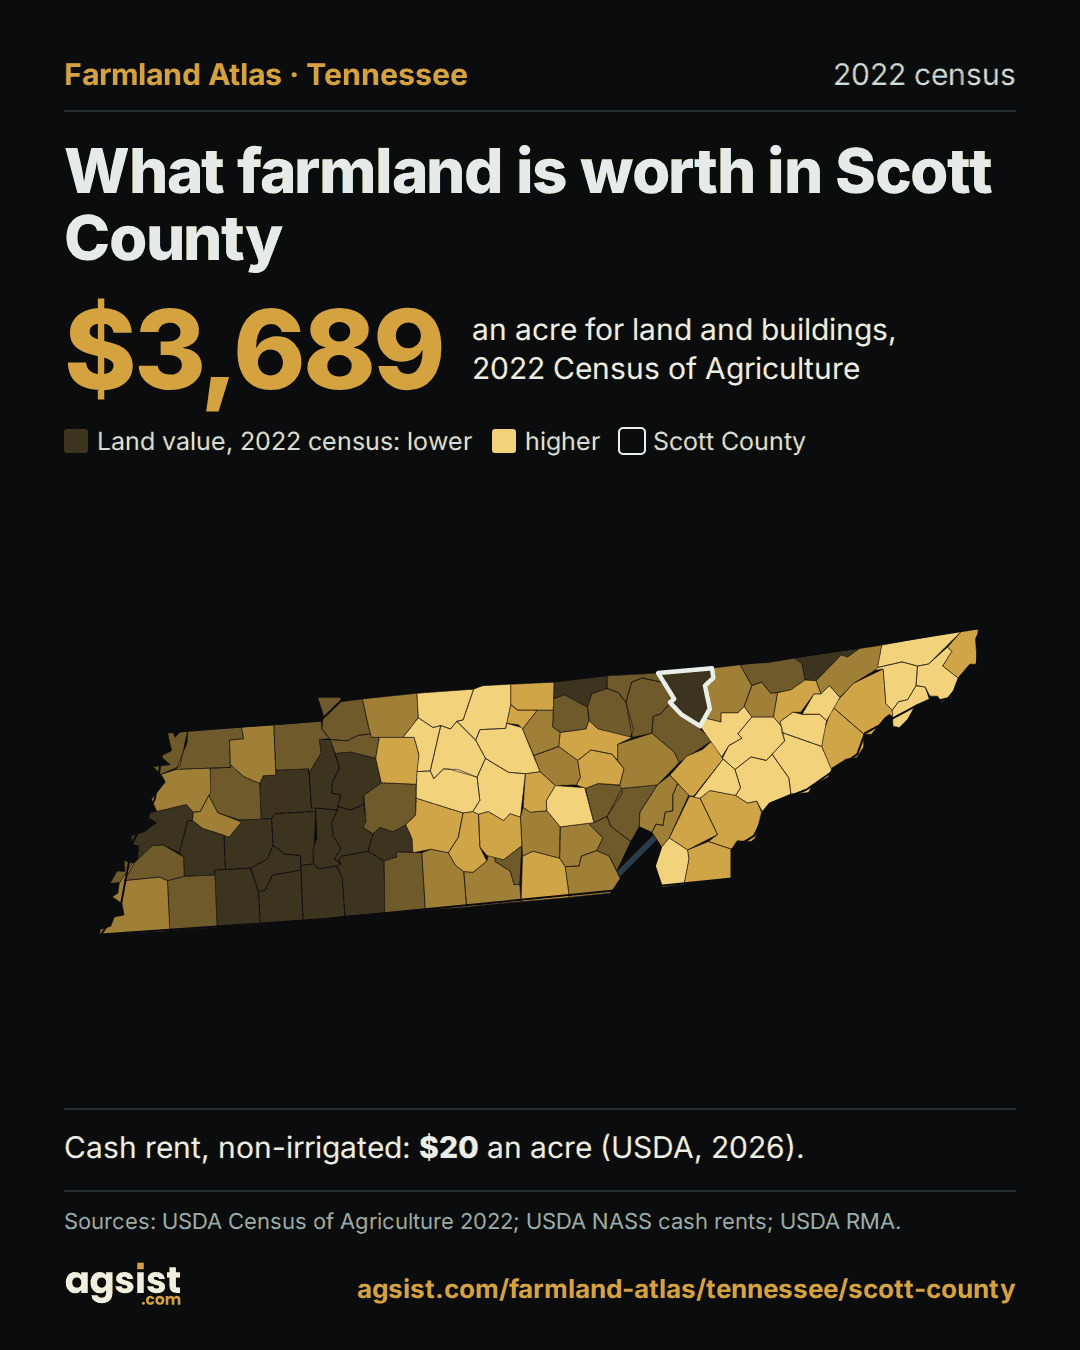 Farmland Atlas · Tennessee
2022 census
What farmland is worth in Scott
County
$3,689
an acre for land and buildings,
2022 Census of Agriculture
Land value, 2022 census: lower
higher
Scott County
Cash rent, non-irrigated: $20 an acre (USDA, 2026).
Sources: USDA Census of Agriculture 2022; USDA NASS cash rents; USDA RMA.
agsist
.com
agsist.com/farmland-atlas/tennessee/scott-county